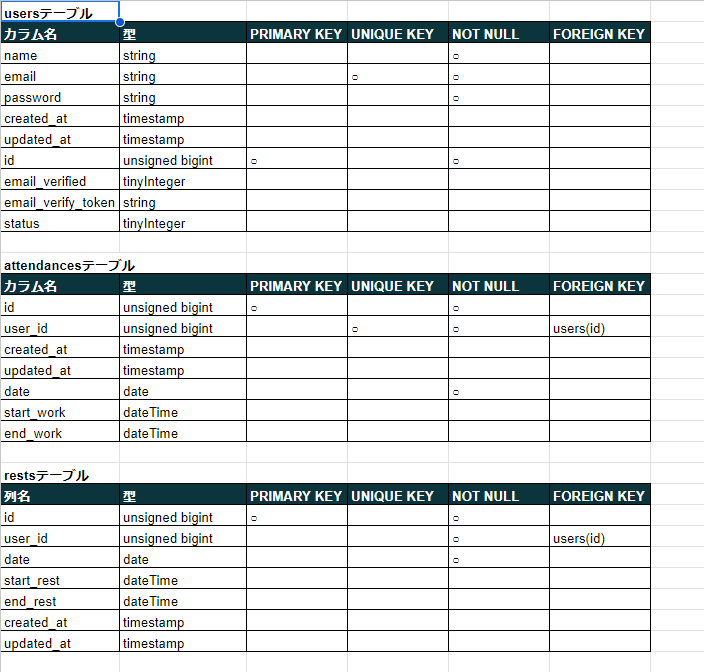 usersテーブル
カラム名 型 PRIMARY KEY UNIQUE KEY NOT NULL FOREIGN KEY
name string ○
email string ○ ○
password string ○
created_at timestamp
updated_at timestamp
id unsigned bigint ○ ○
email_verified tinyInteger
email_verify_token string
status tinyInteger
attendancesテーブル
カラム名 型 PRIMARY KEY UNIQUE KEY NOT NULL FOREIGN KEY
id unsigned bigint ○ ○
user_id unsigned bigint ○ ○ users(id)
created_at timestamp
updated_at timestamp
date date ○
start_work dateTime
end_work dateTime
restsテーブル
列名 型 PRIMARY KEY UNIQUE KEY NOT NULL FOREIGN KEY
id unsigned bigint ○ ○
user_id unsigned bigint ○ users(id)
date date ○
start_rest dateTime
end_rest dateTime
created_at timestamp
updated_at timestamp